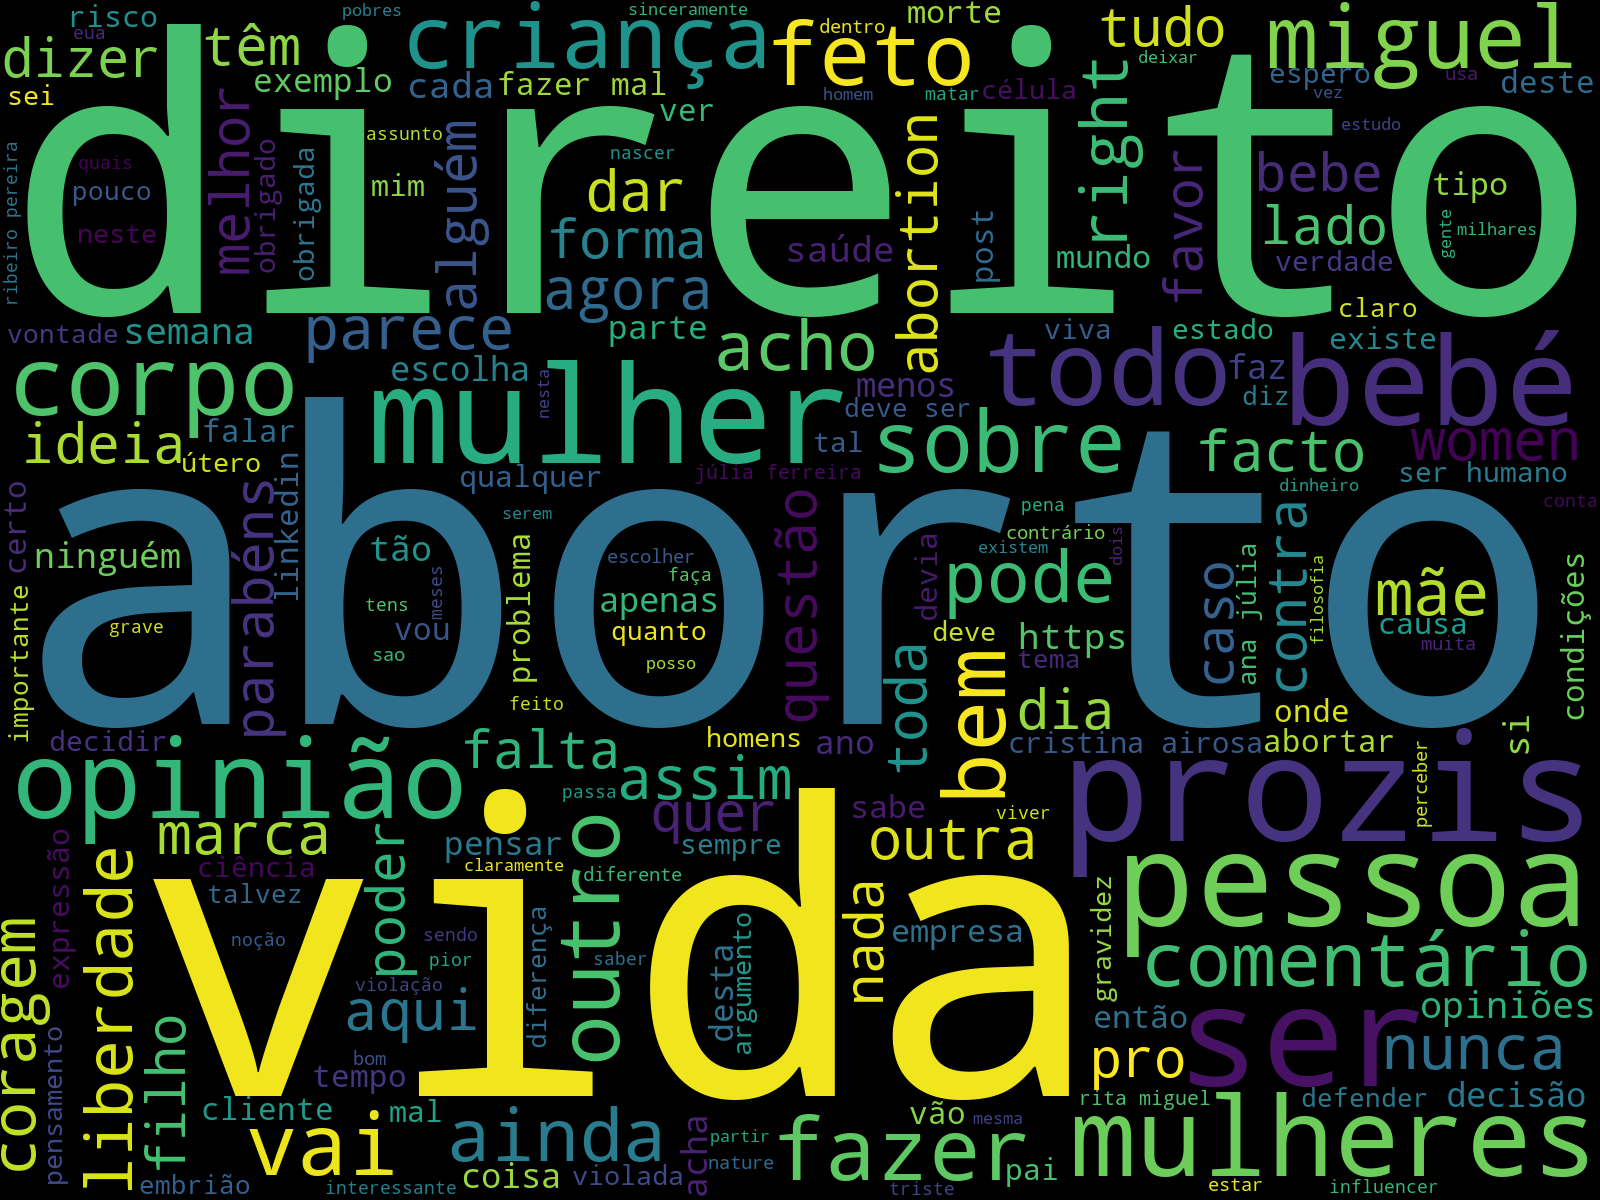 risco
pobres
sinceramente
dentro
morte
eua
dizer
têm
criança
feto
tudo
miguel
deixar
direito
exemplo
cada
fazer mal
homem
matar
célula
espero
usa
vez
deste
sei
ver
assunto
estudo
right
abortion
melhor
alguém
quais
pouco
neste
obrigado
obrigada
mim
nascer
dar
forma
agora
saúde
post
mundo
favor
bebe
lado
verdade
tipo
gente
milhares
claro
ribeiro pereira
vontade
semana
parece
parte
acho
viva
estado
existe
corpo
escolha
mulher
nesta
menos
deve ser
todo
faz
diz
bebé
ideia
falar
útero
linkedin
qualquer
tal
sobre
júlia ferreira
facto
women
ser humano
dinheiro
conta
aborto
certo
ninguém
parabéns
tão
serem
escolher
faça
apenas
quanto
posso
questão
pena
contrário
existem
dois
pode
devia
caso
ana júlia
contra
filosofia
mãe
causa
muita
condições
importante
grave
tens
meses
vou
sao
problema
feito
toda
deve
bem
https
tema
dia
onde
si
decidir
homens
ano
cristina airosa
abortar
perceber
opinião
falta
assim
passa
quer
sabe
viver
prozis
marca
poder
pensar
sempre
outra
claramente
diferente
outro
vida
expressão
ciência
talvez
noção
sendo
pior
violação
aqui
diferença
saber
desta
argumento
nada
empresa
gravidez
pessoa
comentário
opiniões
coragem
liberdade
filho
pensamento
bom
tempo
então
pro
ser
nunca
cliente
mal
vai
ainda
acha
partir
nature
fazer
vão
mesma
rita miguel
defender
decisão
mulheres
embrião
interessante
coisa
violada
triste
pai
estar
influencer